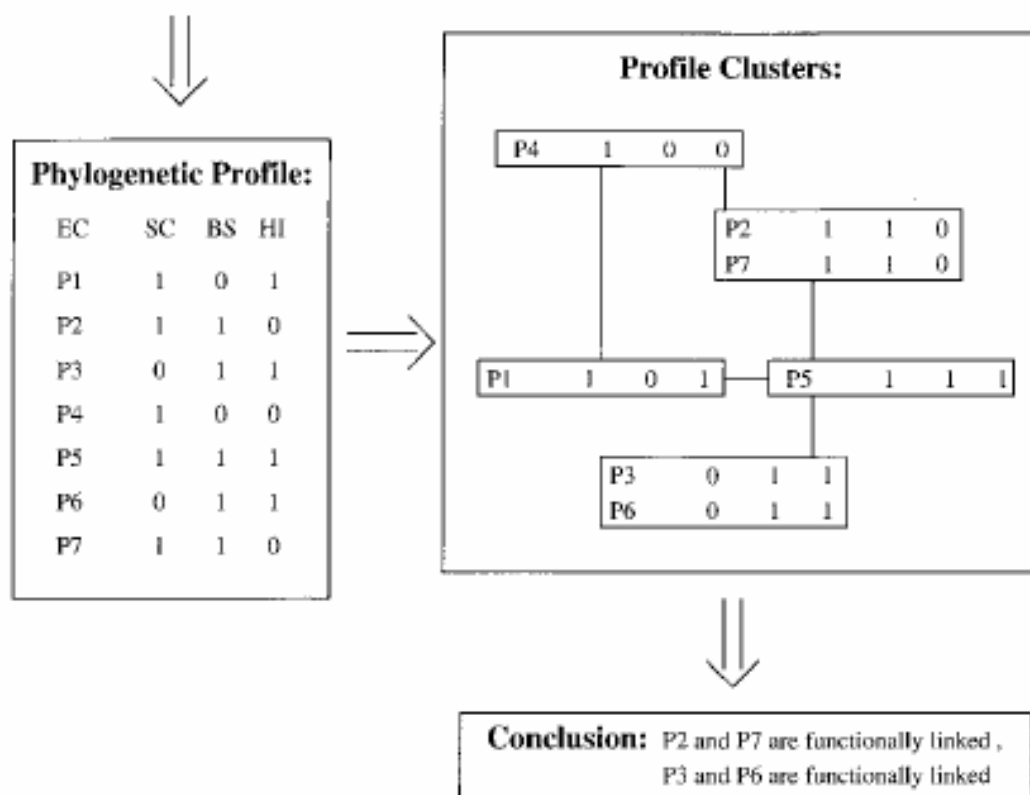 Phylogenetic Profile:
EC SC BS HI
P1 1 0 1
P2 1 1 0
P3 0 1 1
P4 1 0 0
P5 1 1 1
P6 0 1 1
P7 1 1 0
Profile Clusters:
P4 1 0 0
P2 1 1 0
P7 1 1 0
P1 1 0 1
P5 1 1 1
P3 0 1 1
P6 0 1 1
Conclusion: P2 and P7 are functionally linked ,
P3 and P6 are functionally linked